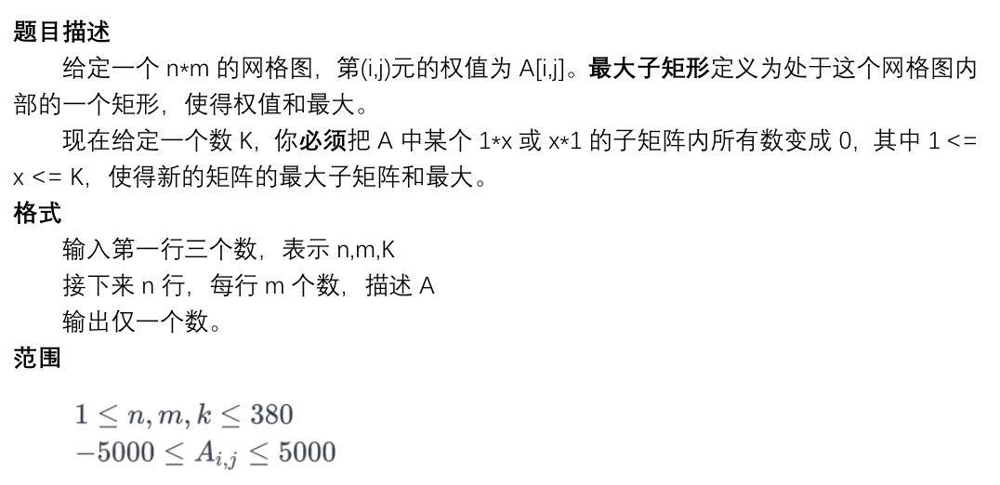 题目描述
给定一个 n*m 的网格图，第(i,j)元的权值为 A[i,j]。最大子矩形定义为处于这个网格图内
部的一个矩形，使得权值和最大。
现在给定一个数 K，你必须把 A 中某个 1*x 或 x*1 的子矩阵内所有数变成 0，其中 1 <=
x <= K，使得新的矩阵的最大子矩阵和最大。
格式
输入第一行三个数，表示 n,m,K
接下来 n 行，每行 m 个数，描述 A
输出仅一个数。
范围
1 ≤ n, m, k ≤ 380
−5000 ≤ A_{i,j} ≤ 5000